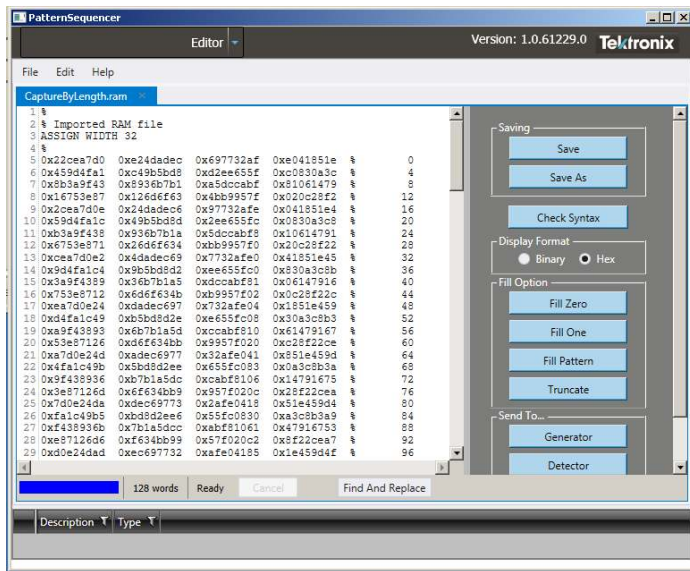 PatternSequencer
Editor
Version: 1.0.61229.0 Tektronix
File Edit Help
CaptureByLength.ram
1 %
2 % Imported RAM file
3 ASSIGN WIDTH 32
4 %
5 0x22cea7d0 0xe24dadec 0x697732af 0xe041851e % 0
6 0x459d4fa1 0xc49b5bd8 0xd2ee655f 0xc0830a3c % 4
7 0x8b3a9f43 0x8936b7b1 0xa5dccabf 0x81061479 % 8
8 0x16753e87 0x126d6f63 0x4bb9957f 0x020c28f2 % 12
9 0x2cea7d0e 0x24dadec6 0x97732afe 0x041851e4 % 16
10 0x59d4fa1c 0x49b5bd8d 0x2ee655fc 0x0830a3c8 % 20
11 0xb3a9f438 0x936b7b1a 0x5dccabf8 0x10614791 % 24
12 0x6753e871 0x26d6f634 0xbb9957f0 0x20c28f22 % 28
13 0xcea7d0e2 0x4dadec69 0x7732afe0 0x41851e45 % 32
14 0x9d4fa1c4 0x9b5bd8d2 0xee655fc0 0x830a3c8b % 36
15 0x3a9f4389 0x36b7b1a5 0xdccabf81 0x06147916 % 40
16 0x753e8712 0x6d6f634b 0xb9957f02 0x0c28f22c % 44
17 0xea7d0e24 0xdadec697 0x732afe04 0x1851e459 % 48
18 0xd4fa1c49 0xb5bd8d2e 0xe655fc08 0x30a3c8b3 % 52
19 0xa9f43893 0x6b7b1a5d 0xccabf810 0x61479167 % 56
20 0x53e87126 0xd6f634bb 0x9957f020 0xc28f22ce % 60
21 0xa7d0e24d 0xadec6977 0x32afe041 0x851e459d % 64
22 0x4fa1c49b 0x5bd8d2ee 0x655fc083 0x0a3c8b3a % 68
23 0x9f438936 0xb7b1a5dc 0xcabf8106 0x14791675 % 72
24 0x3e87126d 0x6f634bb9 0x957f020c 0x28f22cea % 76
25 0x7d0e24da 0xdec69773 0x2afe0418 0x51e459d4 % 80
26 0xfa1c49b5 0xbd8d2ee6 0x55fc0830 0xa3c8b3a9 % 84
27 0xf438936b 0x7b1a5dcc 0xabf81061 0x47916753 % 88
28 0xe87126d6 0xf634bb99 0x57f020c2 0x8f22cea7 % 92
29 0xd0e24dad 0xec697732 0xafe04185 0x1e459d4f % 96
Saving
Save
Save As
Check Syntax
Display Format
Binary Hex
Fill Option
Fill Zero
Fill One
Fill Pattern
Truncate
Send To...
Generator
Detector
128 words Ready Cancel Find And Replace
Description Type